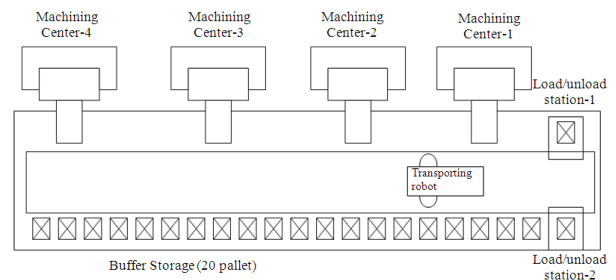 Machining
Center-4
Machining
Center-3
Machining
Center-2
Machining
Center-1
Load/unload
station-1
Transporting
robot
Buffer Storage (20 pallet)
Load/unload
station-2